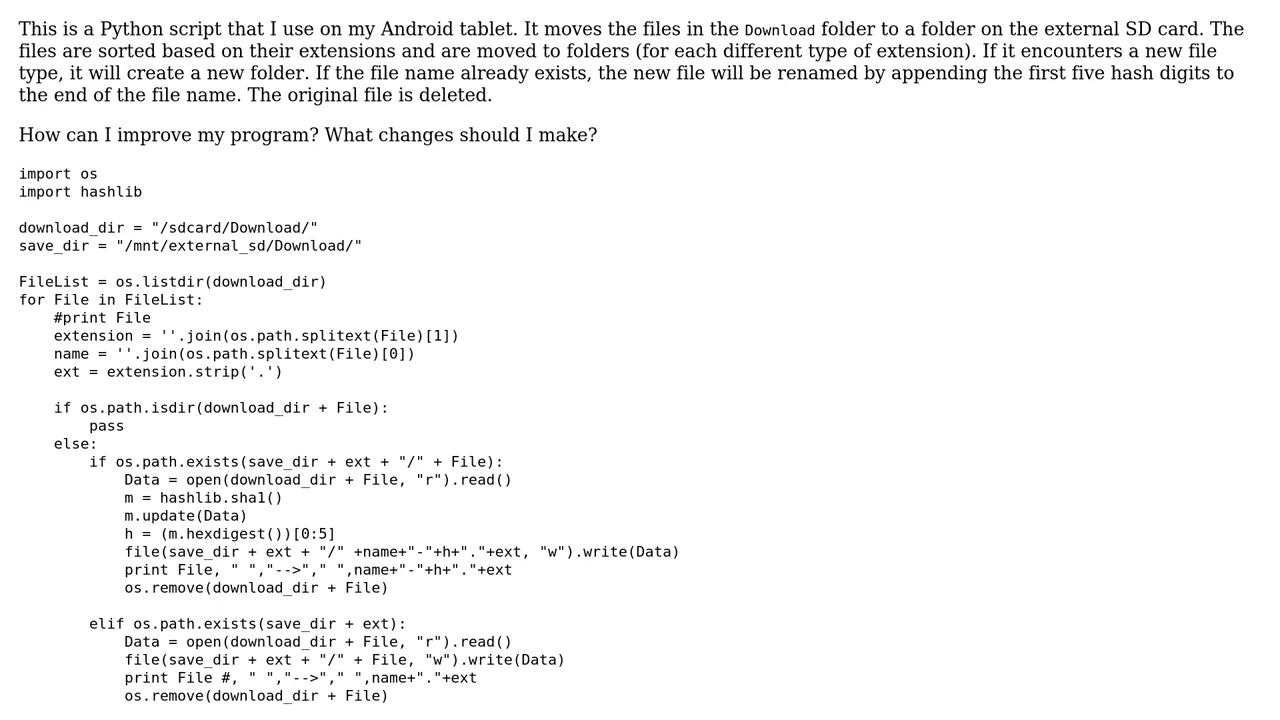 This is a Python script that I use on my Android tablet. It moves the files in the Download folder to a folder on the external SD card. The
files are sorted based on their extensions and are moved to folders (for each different type of extension). If it encounters a new file
type, it will create a new folder. If the file name already exists, the new file will be renamed by appending the first five hash digits to
the end of the file name. The original file is deleted.
How can I improve my program? What changes should I make?
import os
import hashlib
download_dir = "/sdcard/Download/"
save_dir = "/mnt/external_sd/Download/"
FileList = os.listdir(download_dir)
for File in FileList:
    #print File
    extension = ''.join(os.path.splitext(File)[1])
    name = ''.join(os.path.splitext(File)[0])
    ext = extension.strip('.')
    if os.path.isdir(download_dir + File):
        pass
    else:
        if os.path.exists(save_dir + ext + "/" + File):
            Data = open(download_dir + File, "r").read()
            m = hashlib.sha1()
            m.update(Data)
            h = (m.hexdigest())[0:5]
            file(save_dir + ext + "/" +name+"-"+h+"."+ext, "w").write(Data)
            print File, " ","-->"," ",name+"-"+h+"."+ext
            os.remove(download_dir + File)
        elif os.path.exists(save_dir + ext):
            Data = open(download_dir + File, "r").read()
            file(save_dir + ext + "/" + File, "w").write(Data)
            print File #, " ","-->"," ",name+"."+ext
            os.remove(download_dir + File)